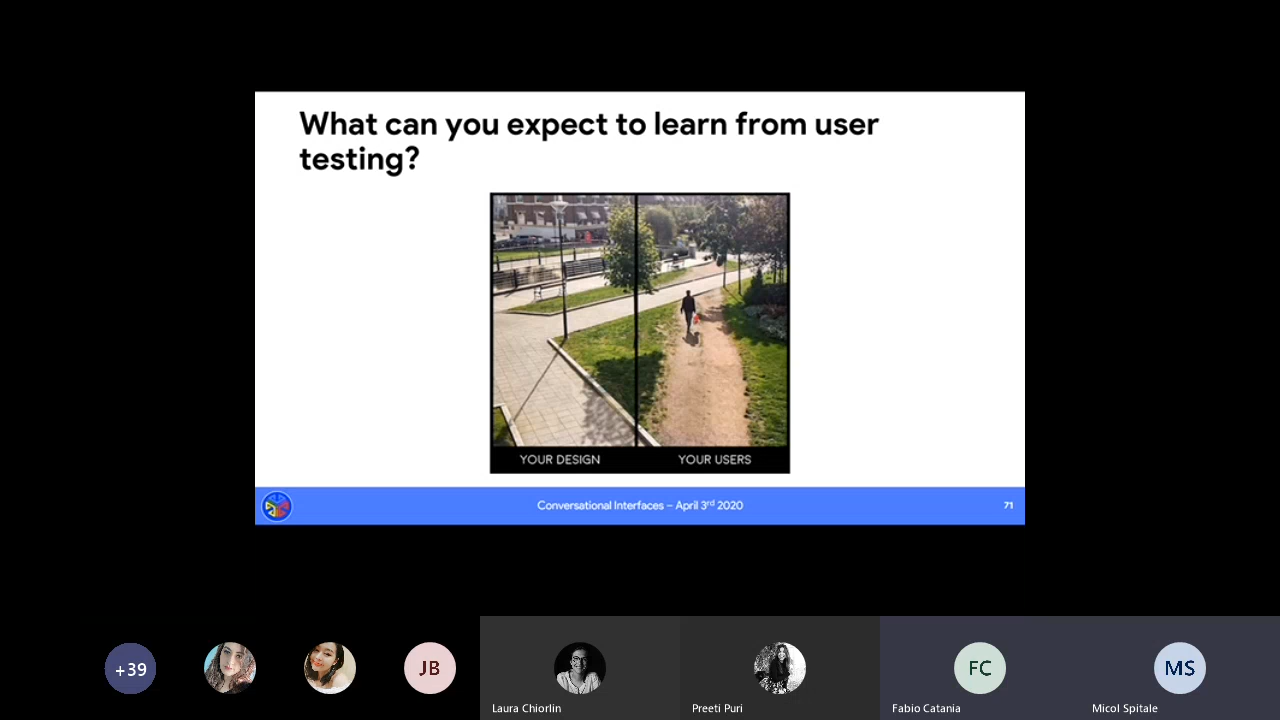 What can you expect to learn from user
testing?
YOUR DESIGN
YOUR USERS
Conversational Interfaces – April 3rd 2020
71
+39
JB
FC
MS
Laura Chiorlin
Preeti Puri
Fabio Catania
Micol Spitale